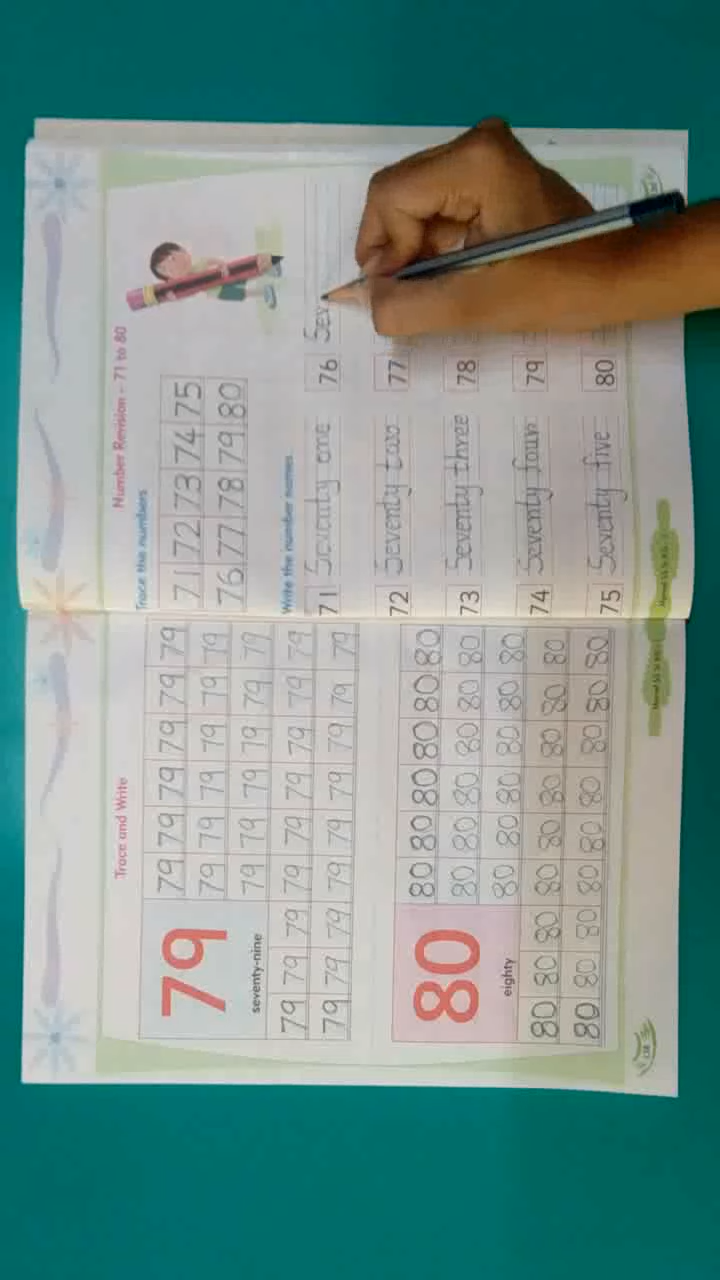 Trace and Write
79
seventy-nine
79 79 79 79 79 79
79 79 79 79 79 79
79 79 79 79 79 79
79 79 79 79 79 79 79 79 79
79 79 79 79 79 79 79 79 79
80
eighty
80 80 80 80 80 80
80 80 80 80 80 80
80 80 80 80 80 80
80 80 80 80 80 80 80 80 80
80 80 80 80 80 80 80 80 80
138
Number Revision - 71 to 80
Trace the numbers
71 72 73 74 75
76 77 78 79 80
Write the number names
71 Seventy one
72 Seventy two
73 Seventy three
74 Seventy four
75 Seventy five
76 Sev
77
78
79
80